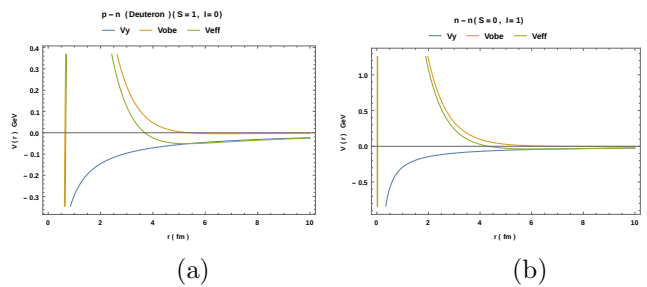 p – n (Deuteron) ( S = 1, I = 0)
Vy Vobe Veff
V ( r ) GeV
0.4
0.3
0.2
0.1
0.0
– 0.1
– 0.2
– 0.3
0 2 4 6 8 10
r ( fm )
(a)
n – n ( S = 0, I = 1)
Vy Vobe Veff
V ( r ) GeV
1.0
0.5
0.0
– 0.5
0 2 4 6 8 10
r ( fm )
(b)